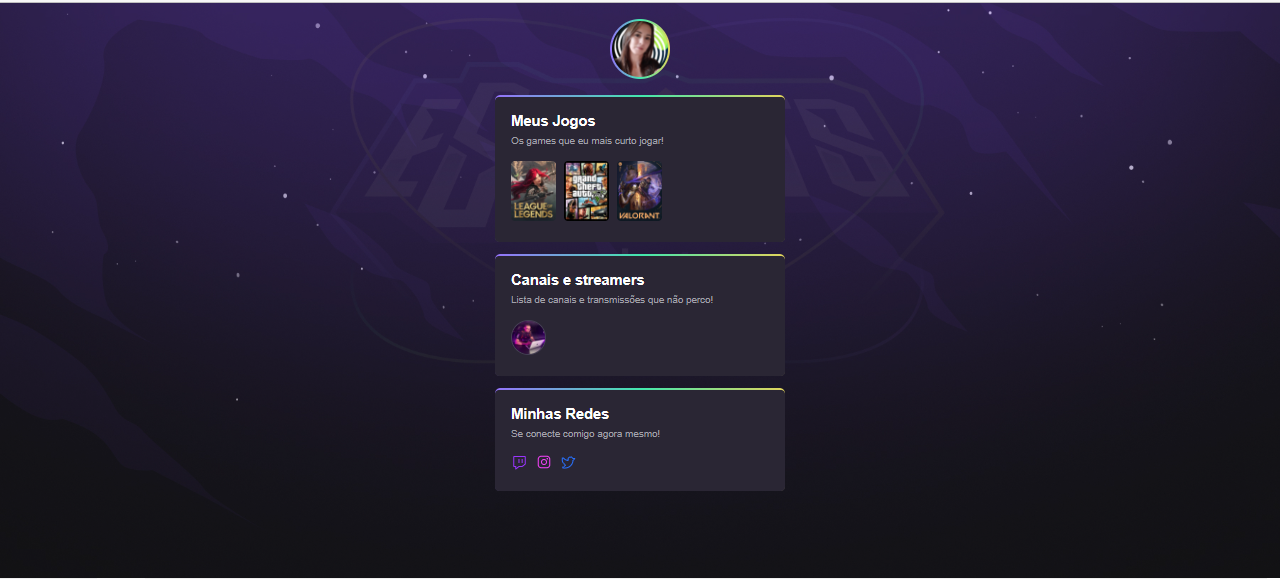 Meus Jogos
Os games que eu mais curto jogar!
LEAGUE OF
LEGENDS
grand
theft
auto
VALORANT
Canais e streamers
Lista de canais e transmissões que não perco!
Minhas Redes
Se conecte comigo agora mesmo!